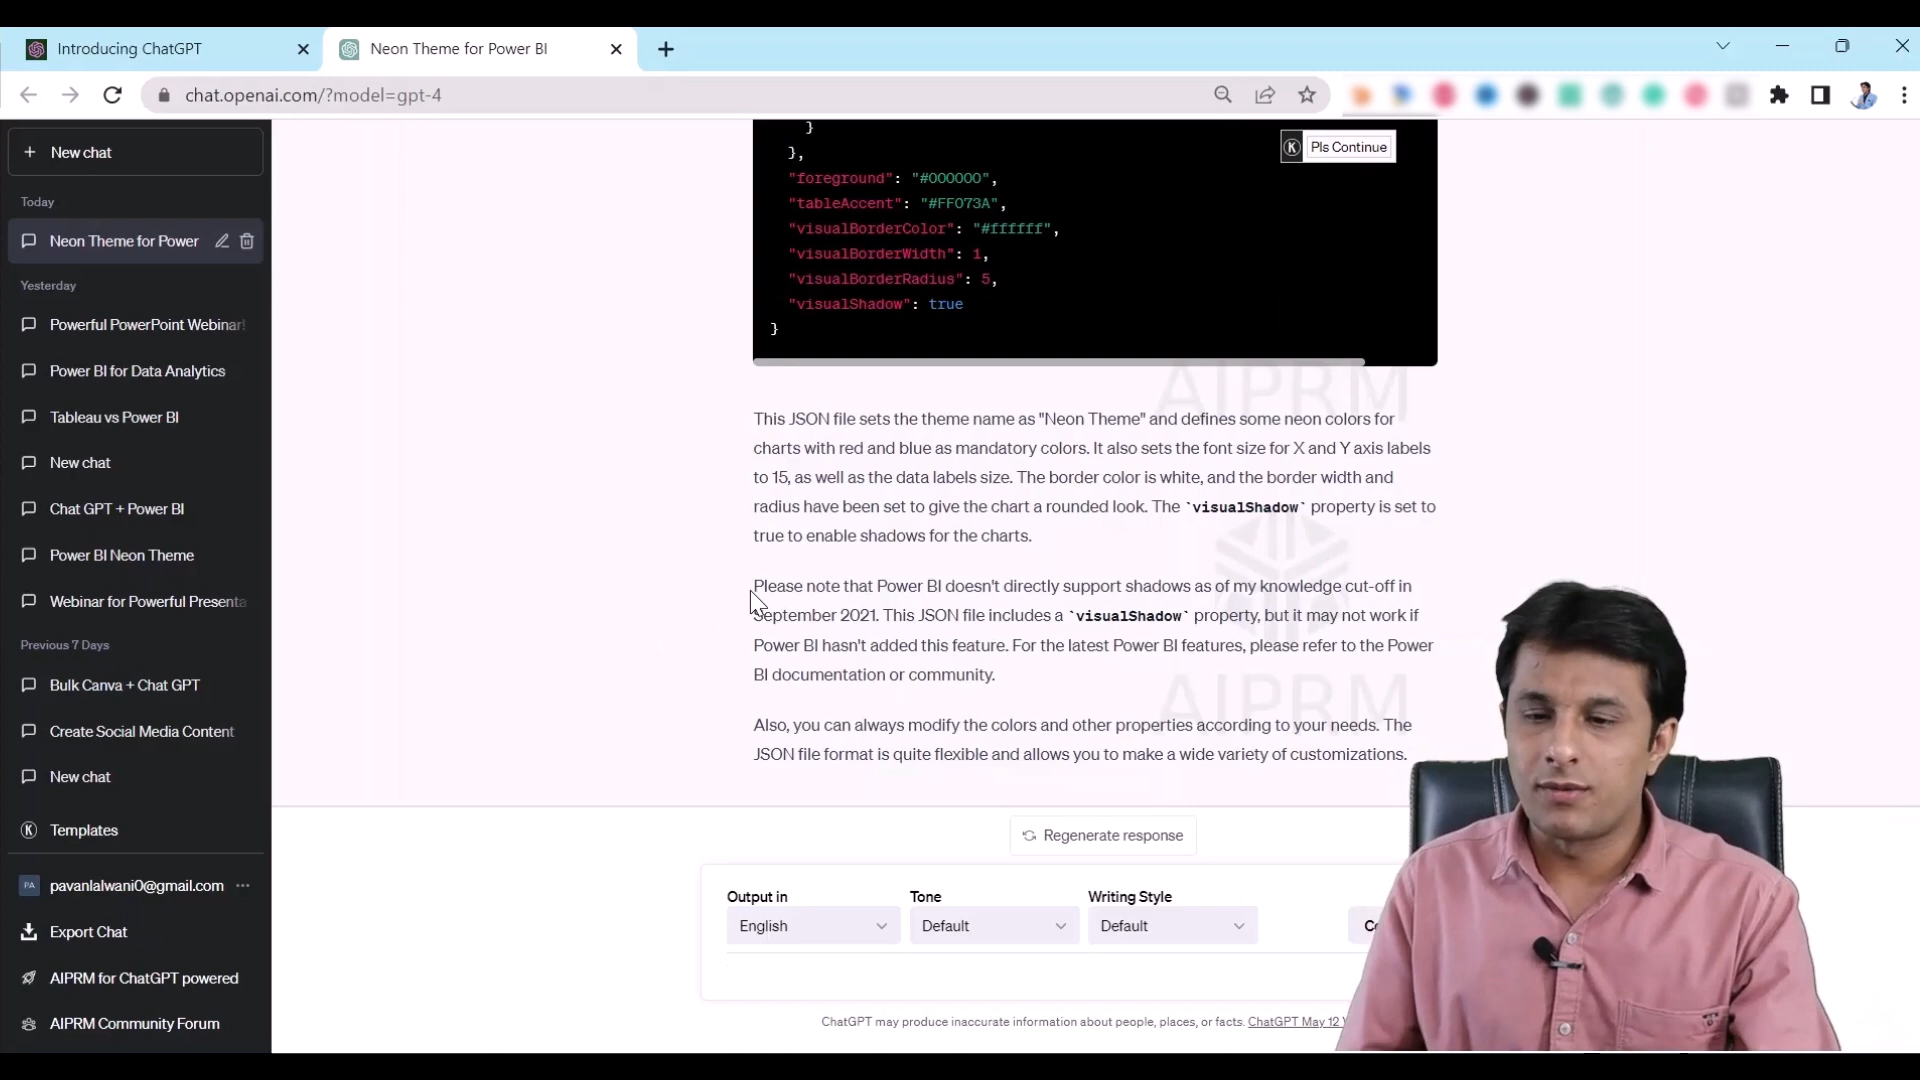 Introducing ChatGPT
Neon Theme for Power BI
chat.openai.com/?model=gpt-4
New chat
Today
Neon Theme for Power
Yesterday
Powerful PowerPoint Webinar!
Power BI for Data Analytics
Tableau vs Power BI
New chat
Chat GPT + Power BI
Power BI Neon Theme
Webinar for Powerful Presenta
Previous 7 Days
Bulk Canva + Chat GPT
Create Social Media Content
New chat
K Templates
PA pavanlalwani0@gmail.com ...
Export Chat
AIPRM for ChatGPT powered
AIPRM Community Forum
}
},
K Pls Continue
"foreground": "#000000",
"tableAccent": "#FF073A",
"visualBorderColor": "#ffffff",
"visualBorderWidth": 1,
"visualBorderRadius": 5,
"visualShadow": true
}
AIPRM
This JSON file sets the theme name as "Neon Theme" and defines some neon colors for
charts with red and blue as mandatory colors. It also sets the font size for X and Y axis labels
to 15, as well as the data labels size. The border color is white, and the border width and
radius have been set to give the chart a rounded look. The `visualShadow` property is set to
true to enable shadows for the charts.
Please note that Power BI doesn't directly support shadows as of my knowledge cut-off in
September 2021. This JSON file includes a `visualShadow` property, but it may not work if
Power BI hasn't added this feature. For the latest Power BI features, please refer to the Power
BI documentation or community.
AIPRM
Also, you can always modify the colors and other properties according to your needs. The
JSON file format is quite flexible and allows you to make a wide variety of customizations.
Regenerate response
Output in
Tone
Writing Style
English
Default
Default
ChatGPT may produce inaccurate information about people, places, or facts. ChatGPT May 12